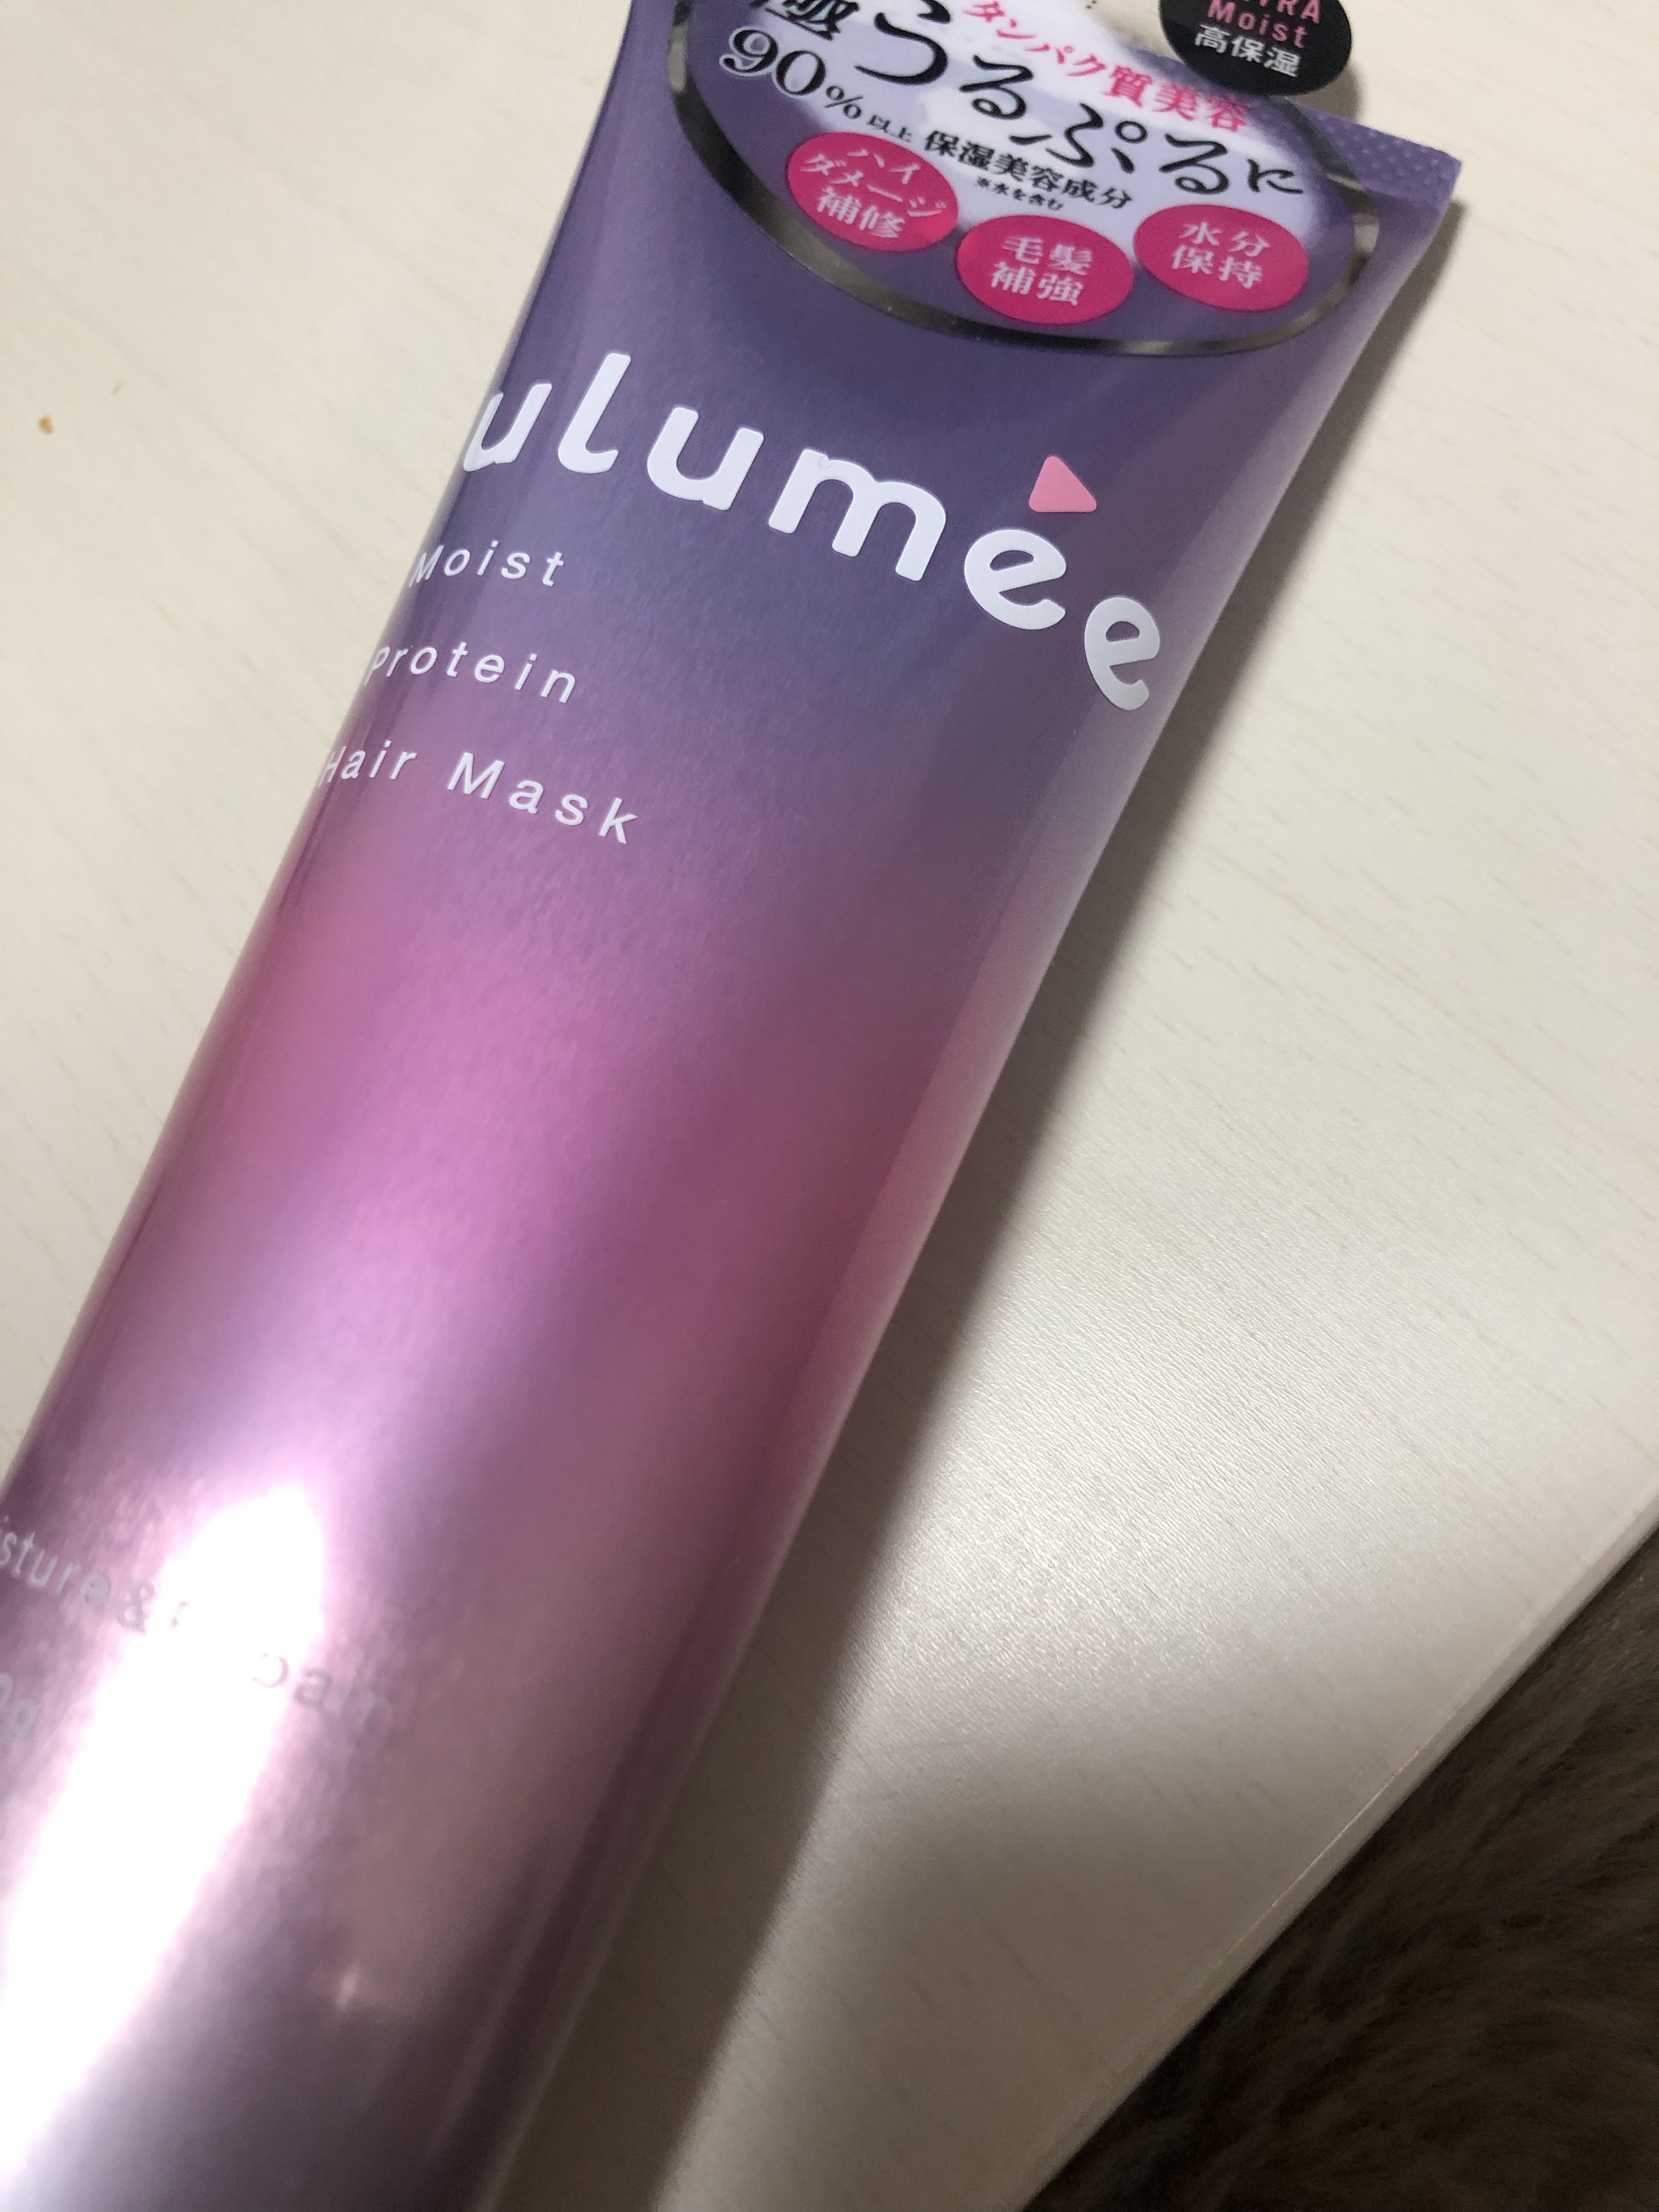 Moist
高保湿
タンパク質美容
極うるぷるに
90%以上 保湿美容成分
※水を含む
ハイ
ダメージ
補修
毛髪
補強
水分
保持
ulumee
Moist
Protein
Hair Mask